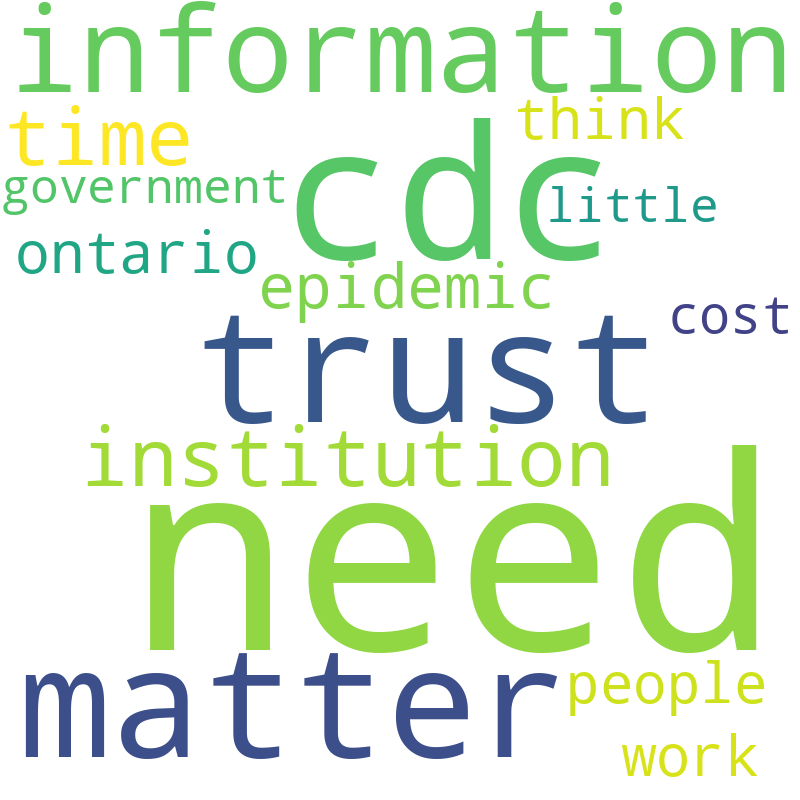 information
time
think
cdc
government
little
ontario
epidemic
cost
trust
institution
need
matter
people
work